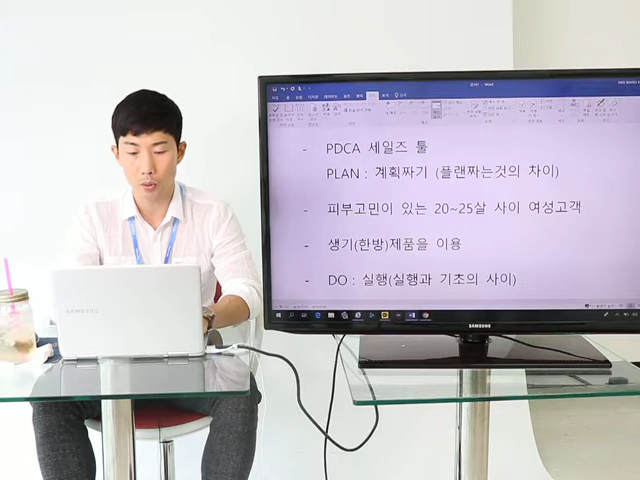 - PDCA 세일즈 툴
PLAN : 계획짜기 (플랜짜는것의 차이)
- 피부고민이 있는 20~25살 사이 여성고객
- 생기(한방)제품을 이용
- DO : 실행(실행과 기초의 사이)
SAMSUNG
SAMSUNG